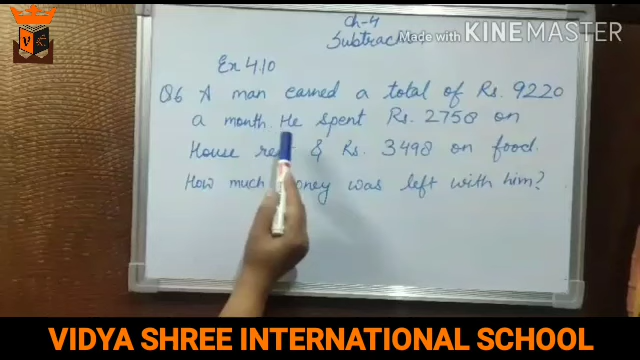 Ch-4
Made with KINEMASTER
Ex 4.10
Q6 A man earned a total of Rs. 9220
a month. He spent Rs. 2758 on
House & Rs. 3498 on food.
How much was left with him?
VIDYA SHREE INTERNATIONAL SCHOOL